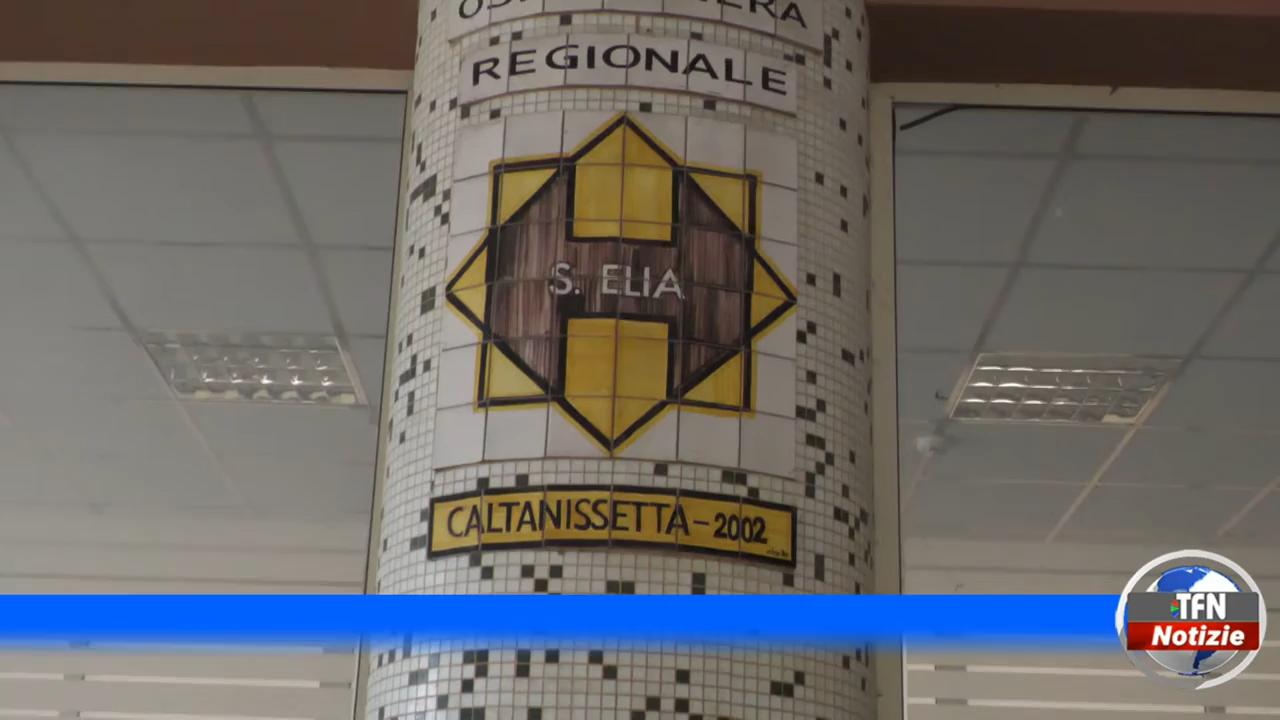 REGIONALE
S. ELIA
CALTANISSETTA - 2002
TFN
Notizie